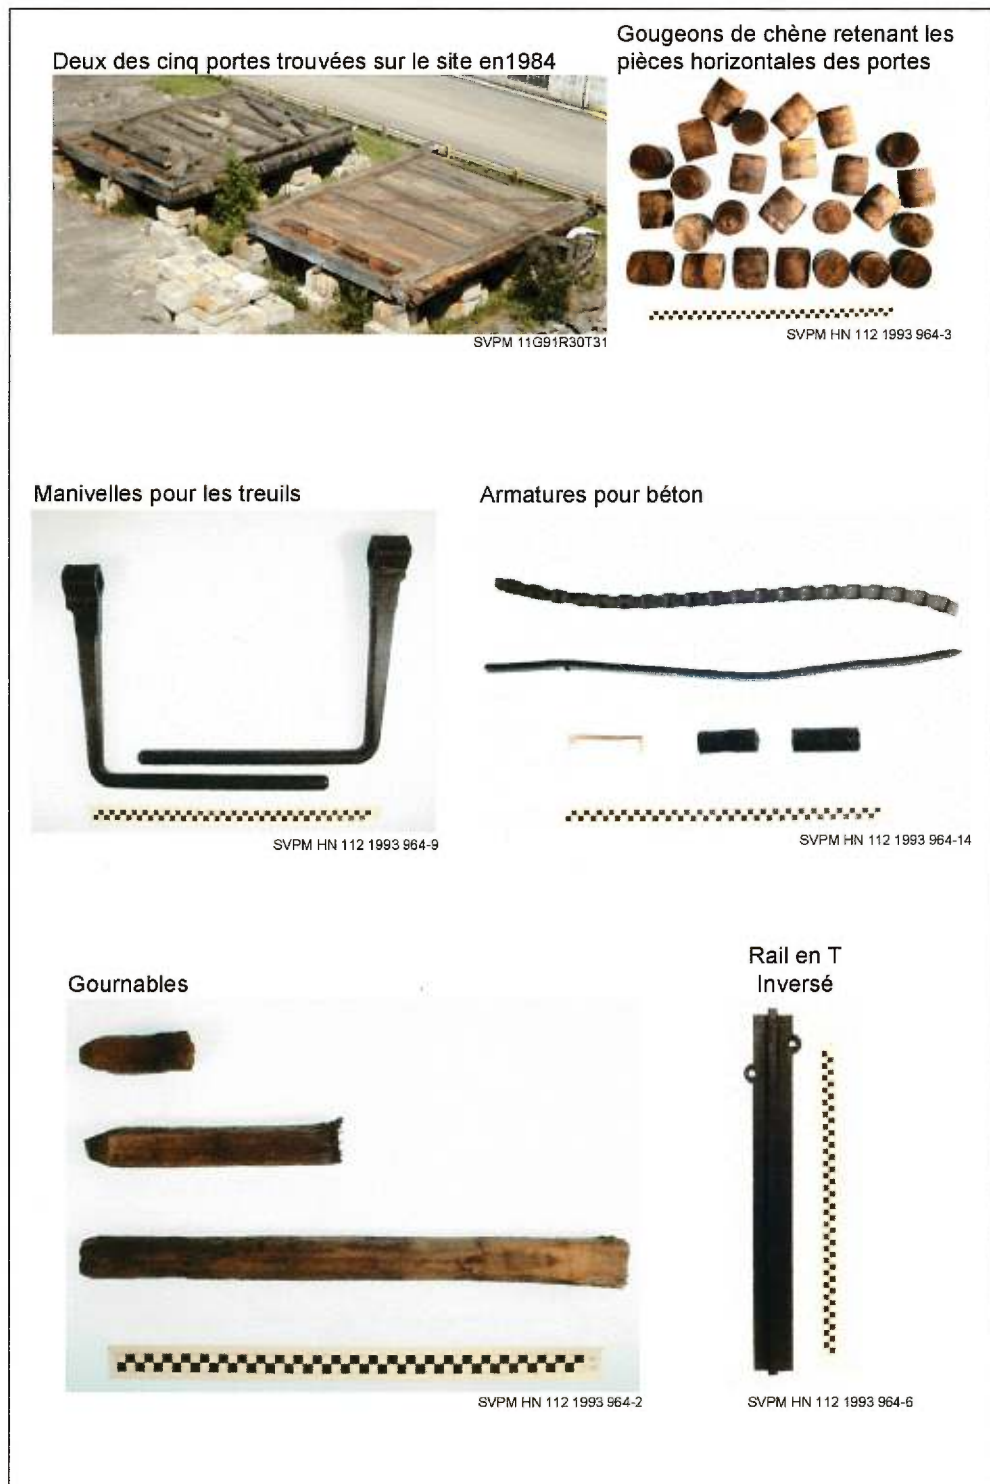 Deux des cinq portes trouvées sur le site en1984
SVPM 11G91R30T31
Gougeons de chène retenant les
pièces horizontales des portes
SVPM HN 112 1993 964-3
Manivelles pour les treuils
SVPM HN 112 1993 964-9
Armatures pour béton
SVPM HN 112 1993 964-14
Gournables
SVPM HN 112 1993 964-2
Rail en T
Inversé
SVPM HN 112 1993 964-6